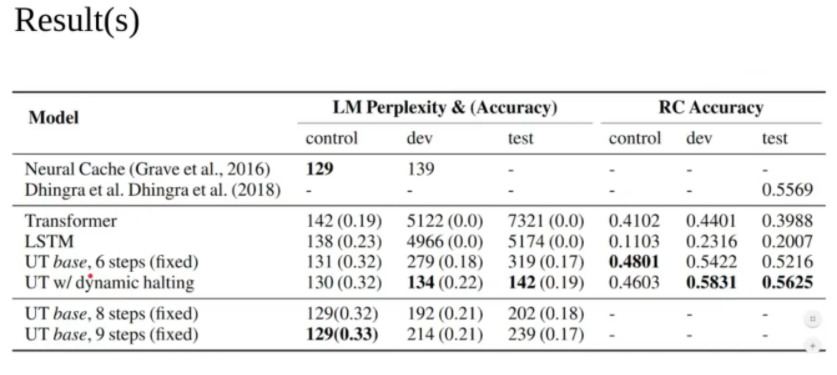 Result(s)
Model LM Perplexity & (Accuracy) RC Accuracy
control dev test control dev test
Neural Cache (Grave et al., 2016) 129 139 - - - -
Dhingra et al. Dhingra et al. (2018) - - - - - 0.5569
Transformer 142 (0.19) 5122 (0.0) 7321 (0.0) 0.4102 0.4401 0.3988
LSTM 138 (0.23) 4966 (0.0) 5174 (0.0) 0.1103 0.2316 0.2007
UT base, 6 steps (fixed) 131 (0.32) 279 (0.18) 319 (0.17) 0.4801 0.5422 0.5216
UT w/ dynamic halting 130 (0.32) 134 (0.22) 142 (0.19) 0.4603 0.5831 0.5625
UT base, 8 steps (fixed) 129(0.32) 192 (0.21) 202 (0.18) - - -
UT base, 9 steps (fixed) 129(0.33) 214 (0.21) 239 (0.17) - - -